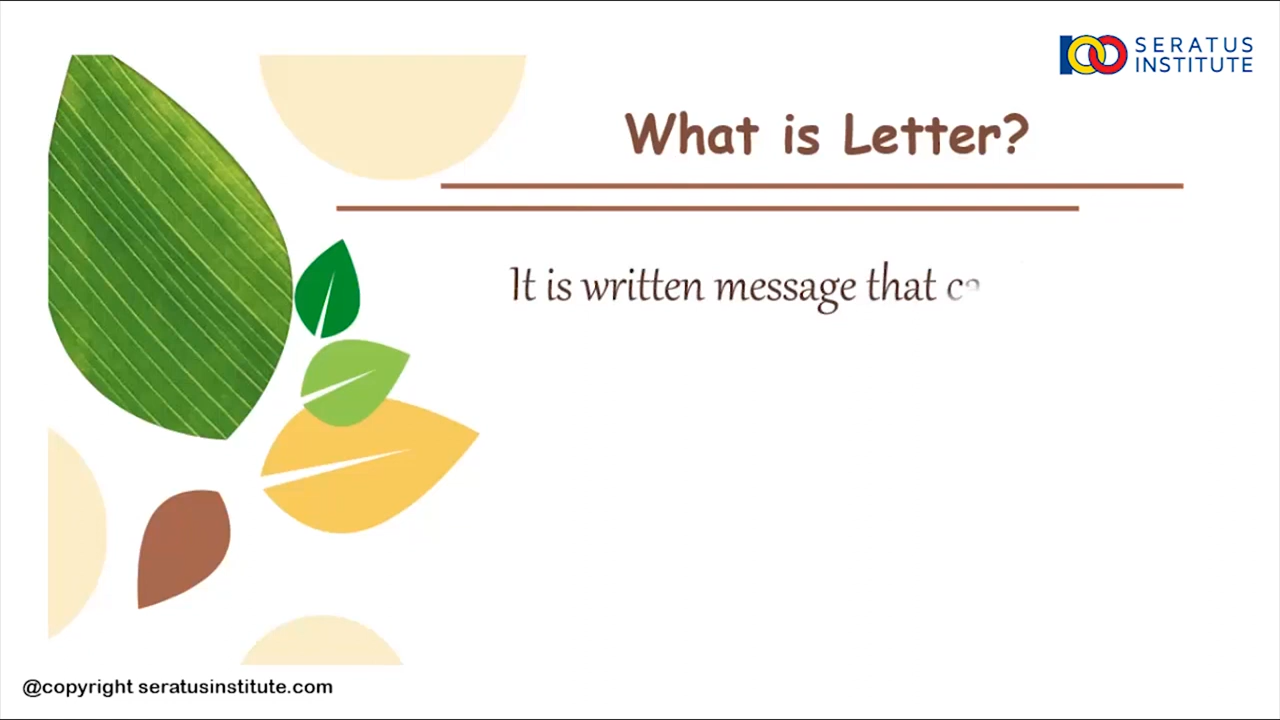 SERATUS
INSTITUTE
What is Letter?
It is written message that
@copyright seratusinstitute.com